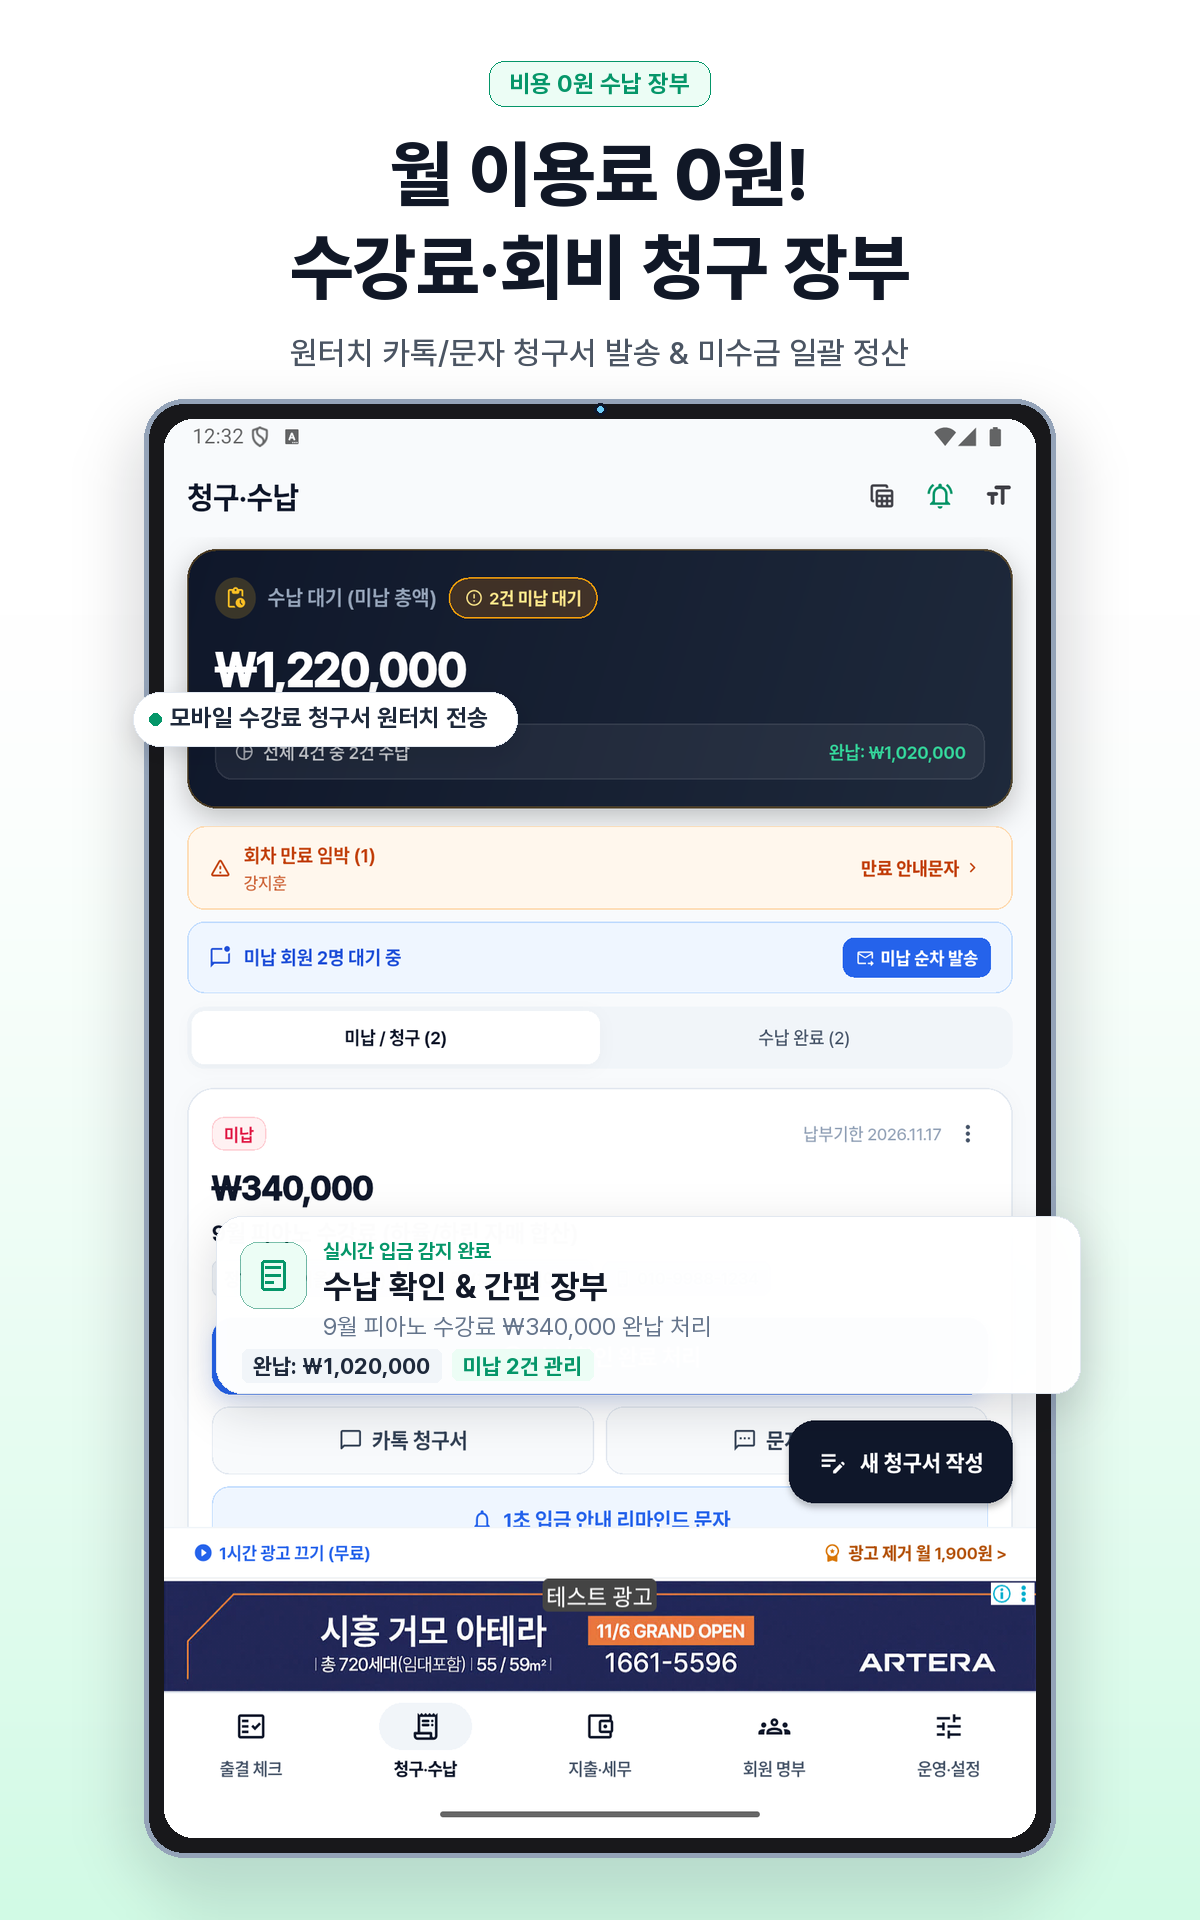 비용 0원 수납 장부
월 이용료 0원!
수강료·회비 청구 장부
원터치 카톡/문자 청구서 발송 & 미수금 일괄 정산
12:32
청구·수납
수납 대기 (미납 총액)
2건 미납 대기
₩1,220,000
모바일 수강료 청구서 원터치 전송
전체 4건 중 2건 수납
완납: ₩1,020,000
회차 만료 임박 (1)
강지훈
만료 안내문자 >
미납 회원 2명 대기 중
미납 순차 발송
미납 / 청구 (2)
수납 완료 (2)
미납
납부기한 2026.11.17
₩340,000
실시간 입금 감지 완료
수납 확인 & 간편 장부
9월 피아노 수강료 ₩340,000 완납 처리
완납: ₩1,020,000
미납 2건 관리
카톡 청구서
새 청구서 작성
1초 입금 안내 리마인드 문자
1시간 광고 끄기 (무료)
광고 제거 월 1,900원 >
테스트 광고
시흥 거모 아테라
11/6 GRAND OPEN
총 720세대(임대포함) | 55 / 59㎡ |
1661-5596
ARTERA
출결 체크
청구·수납
지출·세무
회원 명부
운영·설정